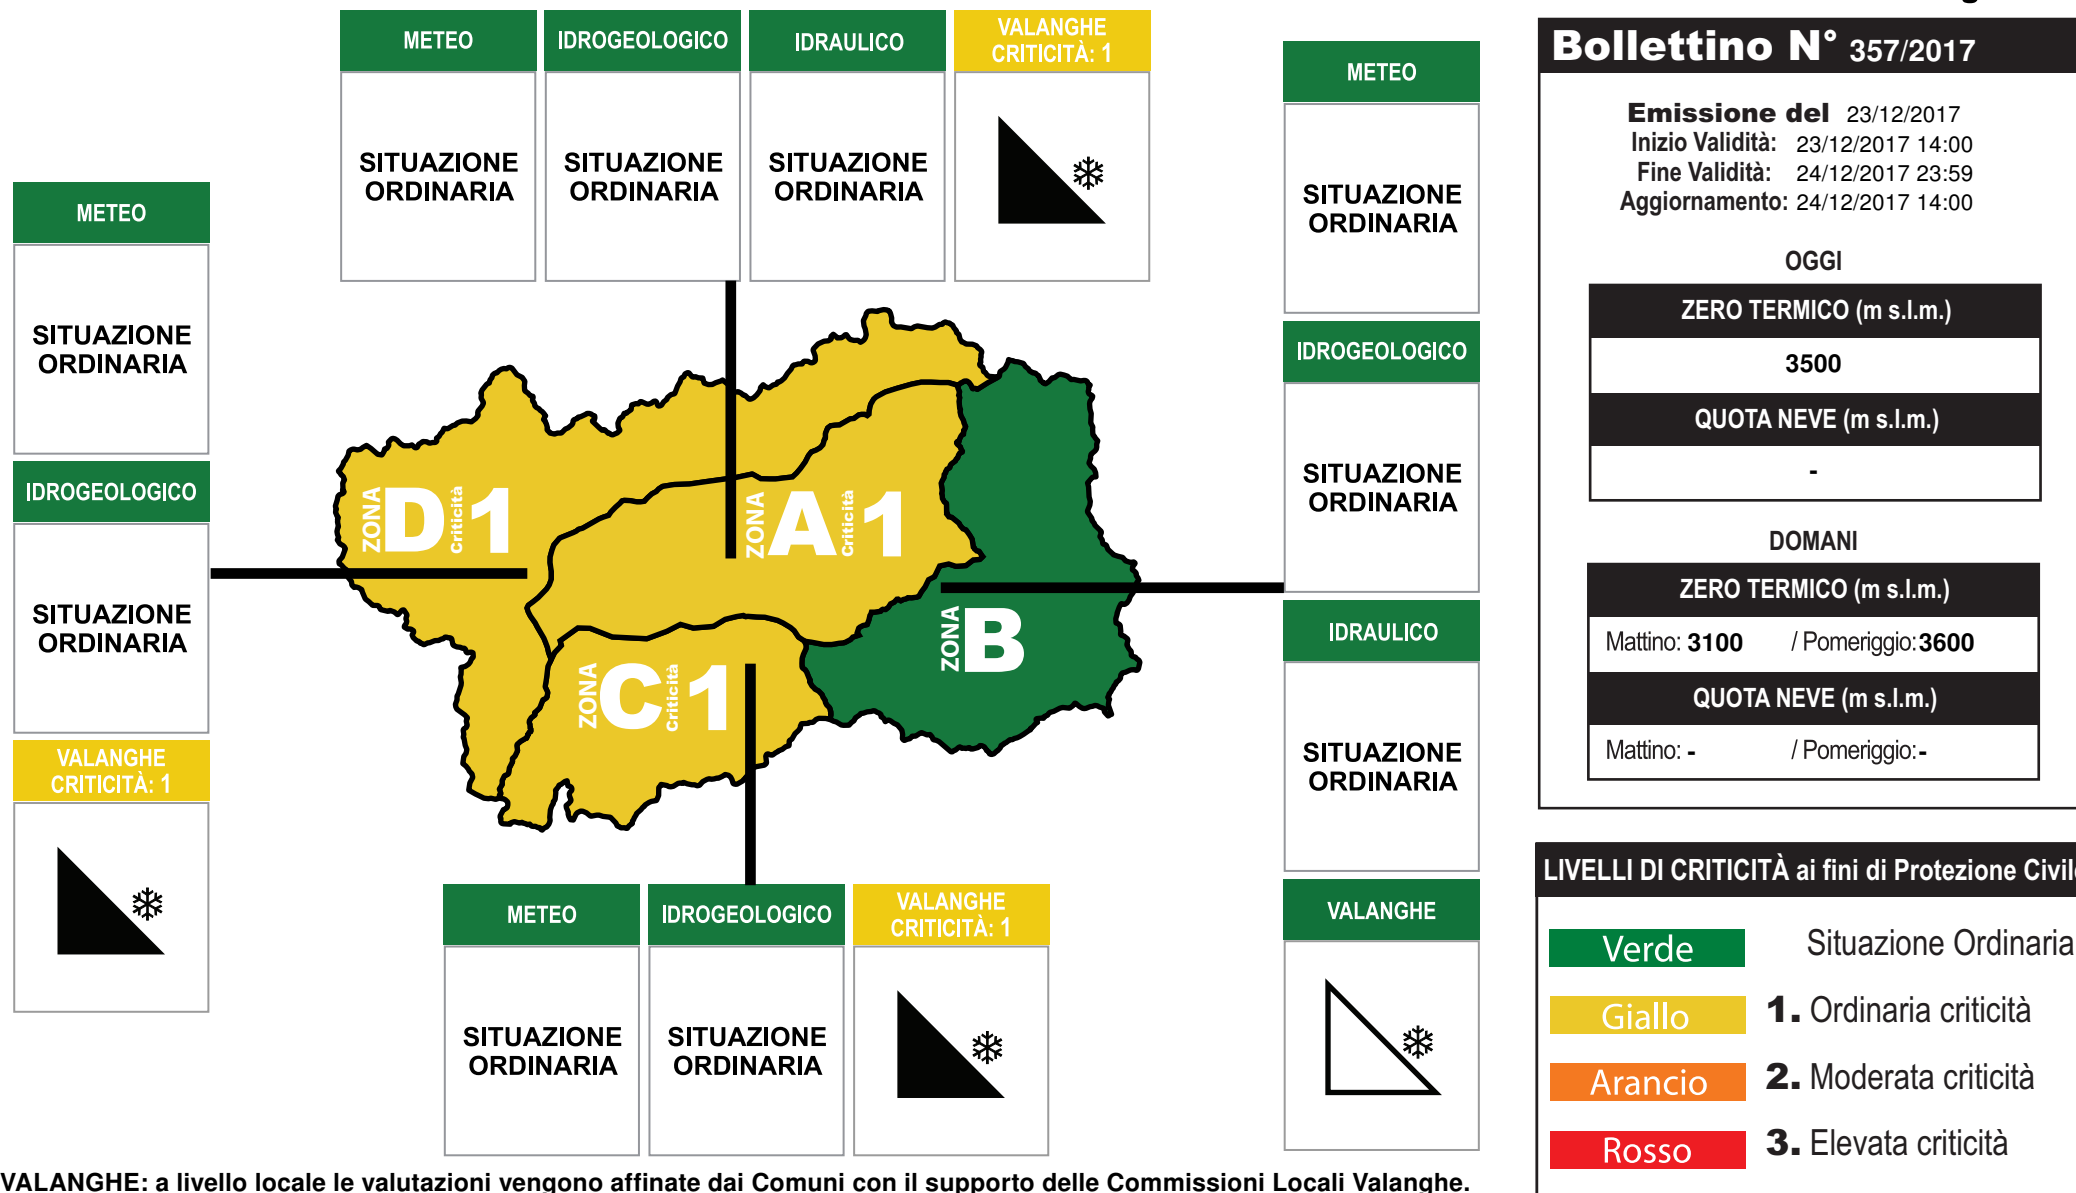 METEO
SITUAZIONE
ORDINARIA
IDROGEOLOGICO
SITUAZIONE
ORDINARIA
IDRAULICO
SITUAZIONE
ORDINARIA
VALANGHE
CRITICITÀ: 1
METEO
SITUAZIONE
ORDINARIA
IDROGEOLOGICO
SITUAZIONE
ORDINARIA
VALANGHE
CRITICITÀ: 1
ZONA D Criticità 1
ZONA A Criticità 1
ZONA B
ZONA C Criticità 1
METEO
SITUAZIONE
ORDINARIA
IDROGEOLOGICO
SITUAZIONE
ORDINARIA
VALANGHE
CRITICITÀ: 1
METEO
SITUAZIONE
ORDINARIA
IDROGEOLOGICO
SITUAZIONE
ORDINARIA
IDRAULICO
SITUAZIONE
ORDINARIA
VALANGHE
Bollettino N° 357/2017
Emissione del 23/12/2017
Inizio Validità: 23/12/2017 14:00
Fine Validità: 24/12/2017 23:59
Aggiornamento: 24/12/2017 14:00
OGGI
ZERO TERMICO (m s.l.m.)
3500
QUOTA NEVE (m s.l.m.)
-
DOMANI
ZERO TERMICO (m s.l.m.)
Mattino: 3100 / Pomeriggio: 3600
QUOTA NEVE (m s.l.m.)
Mattino: - / Pomeriggio: -
LIVELLI DI CRITICITÀ ai fini di Protezione Civile
Verde Situazione Ordinaria
Giallo 1. Ordinaria criticità
Arancio 2. Moderata criticità
Rosso 3. Elevata criticità
VALANGHE: a livello locale le valutazioni vengono affinate dai Comuni con il supporto delle Commissioni Locali Valanghe.